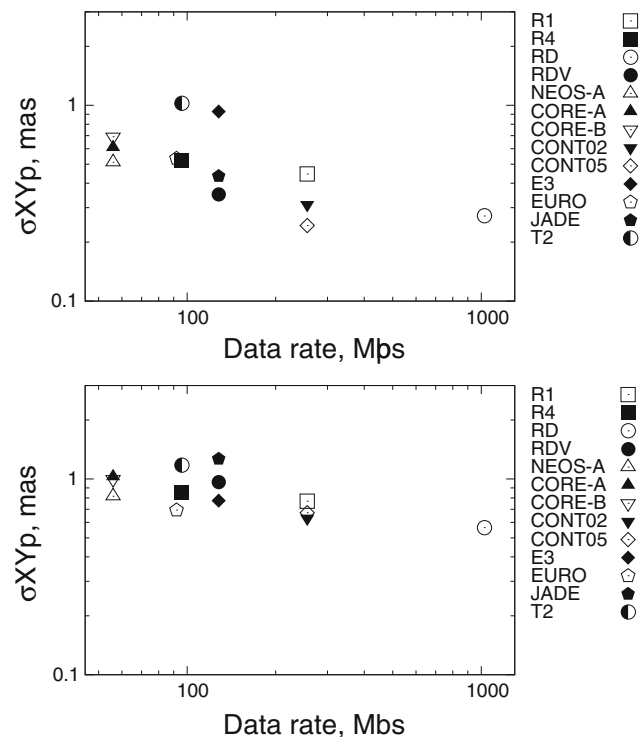 R1
R4
RD
RDV
NEOS-A
CORE-A
CORE-B
CONT02
CONT05
E3
EURO
JADE
T2
1
0.1
σXYp, mas
100
1000
Data rate, Mbs
R1
R4
RD
RDV
NEOS-A
CORE-A
CORE-B
CONT02
CONT05
E3
EURO
JADE
T2
1
0.1
σXYp, mas
100
1000
Data rate, Mbs